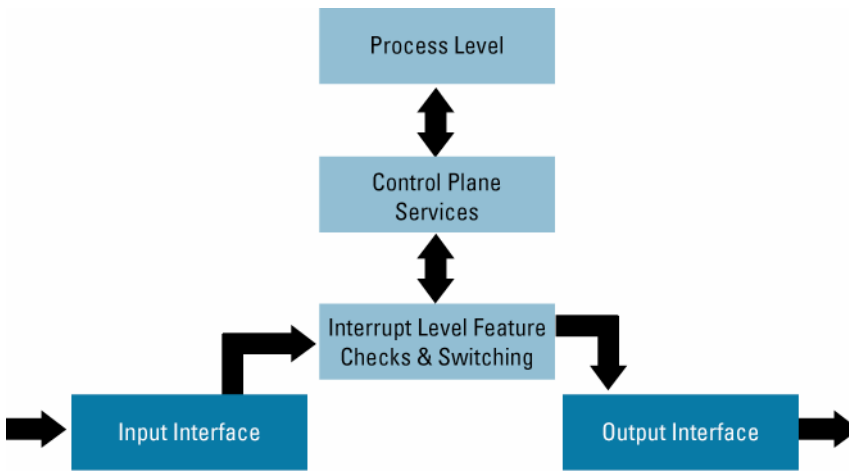 Process Level
Control Plane
Services
Interrupt Level Feature
Checks & Switching
Input Interface
Output Interface